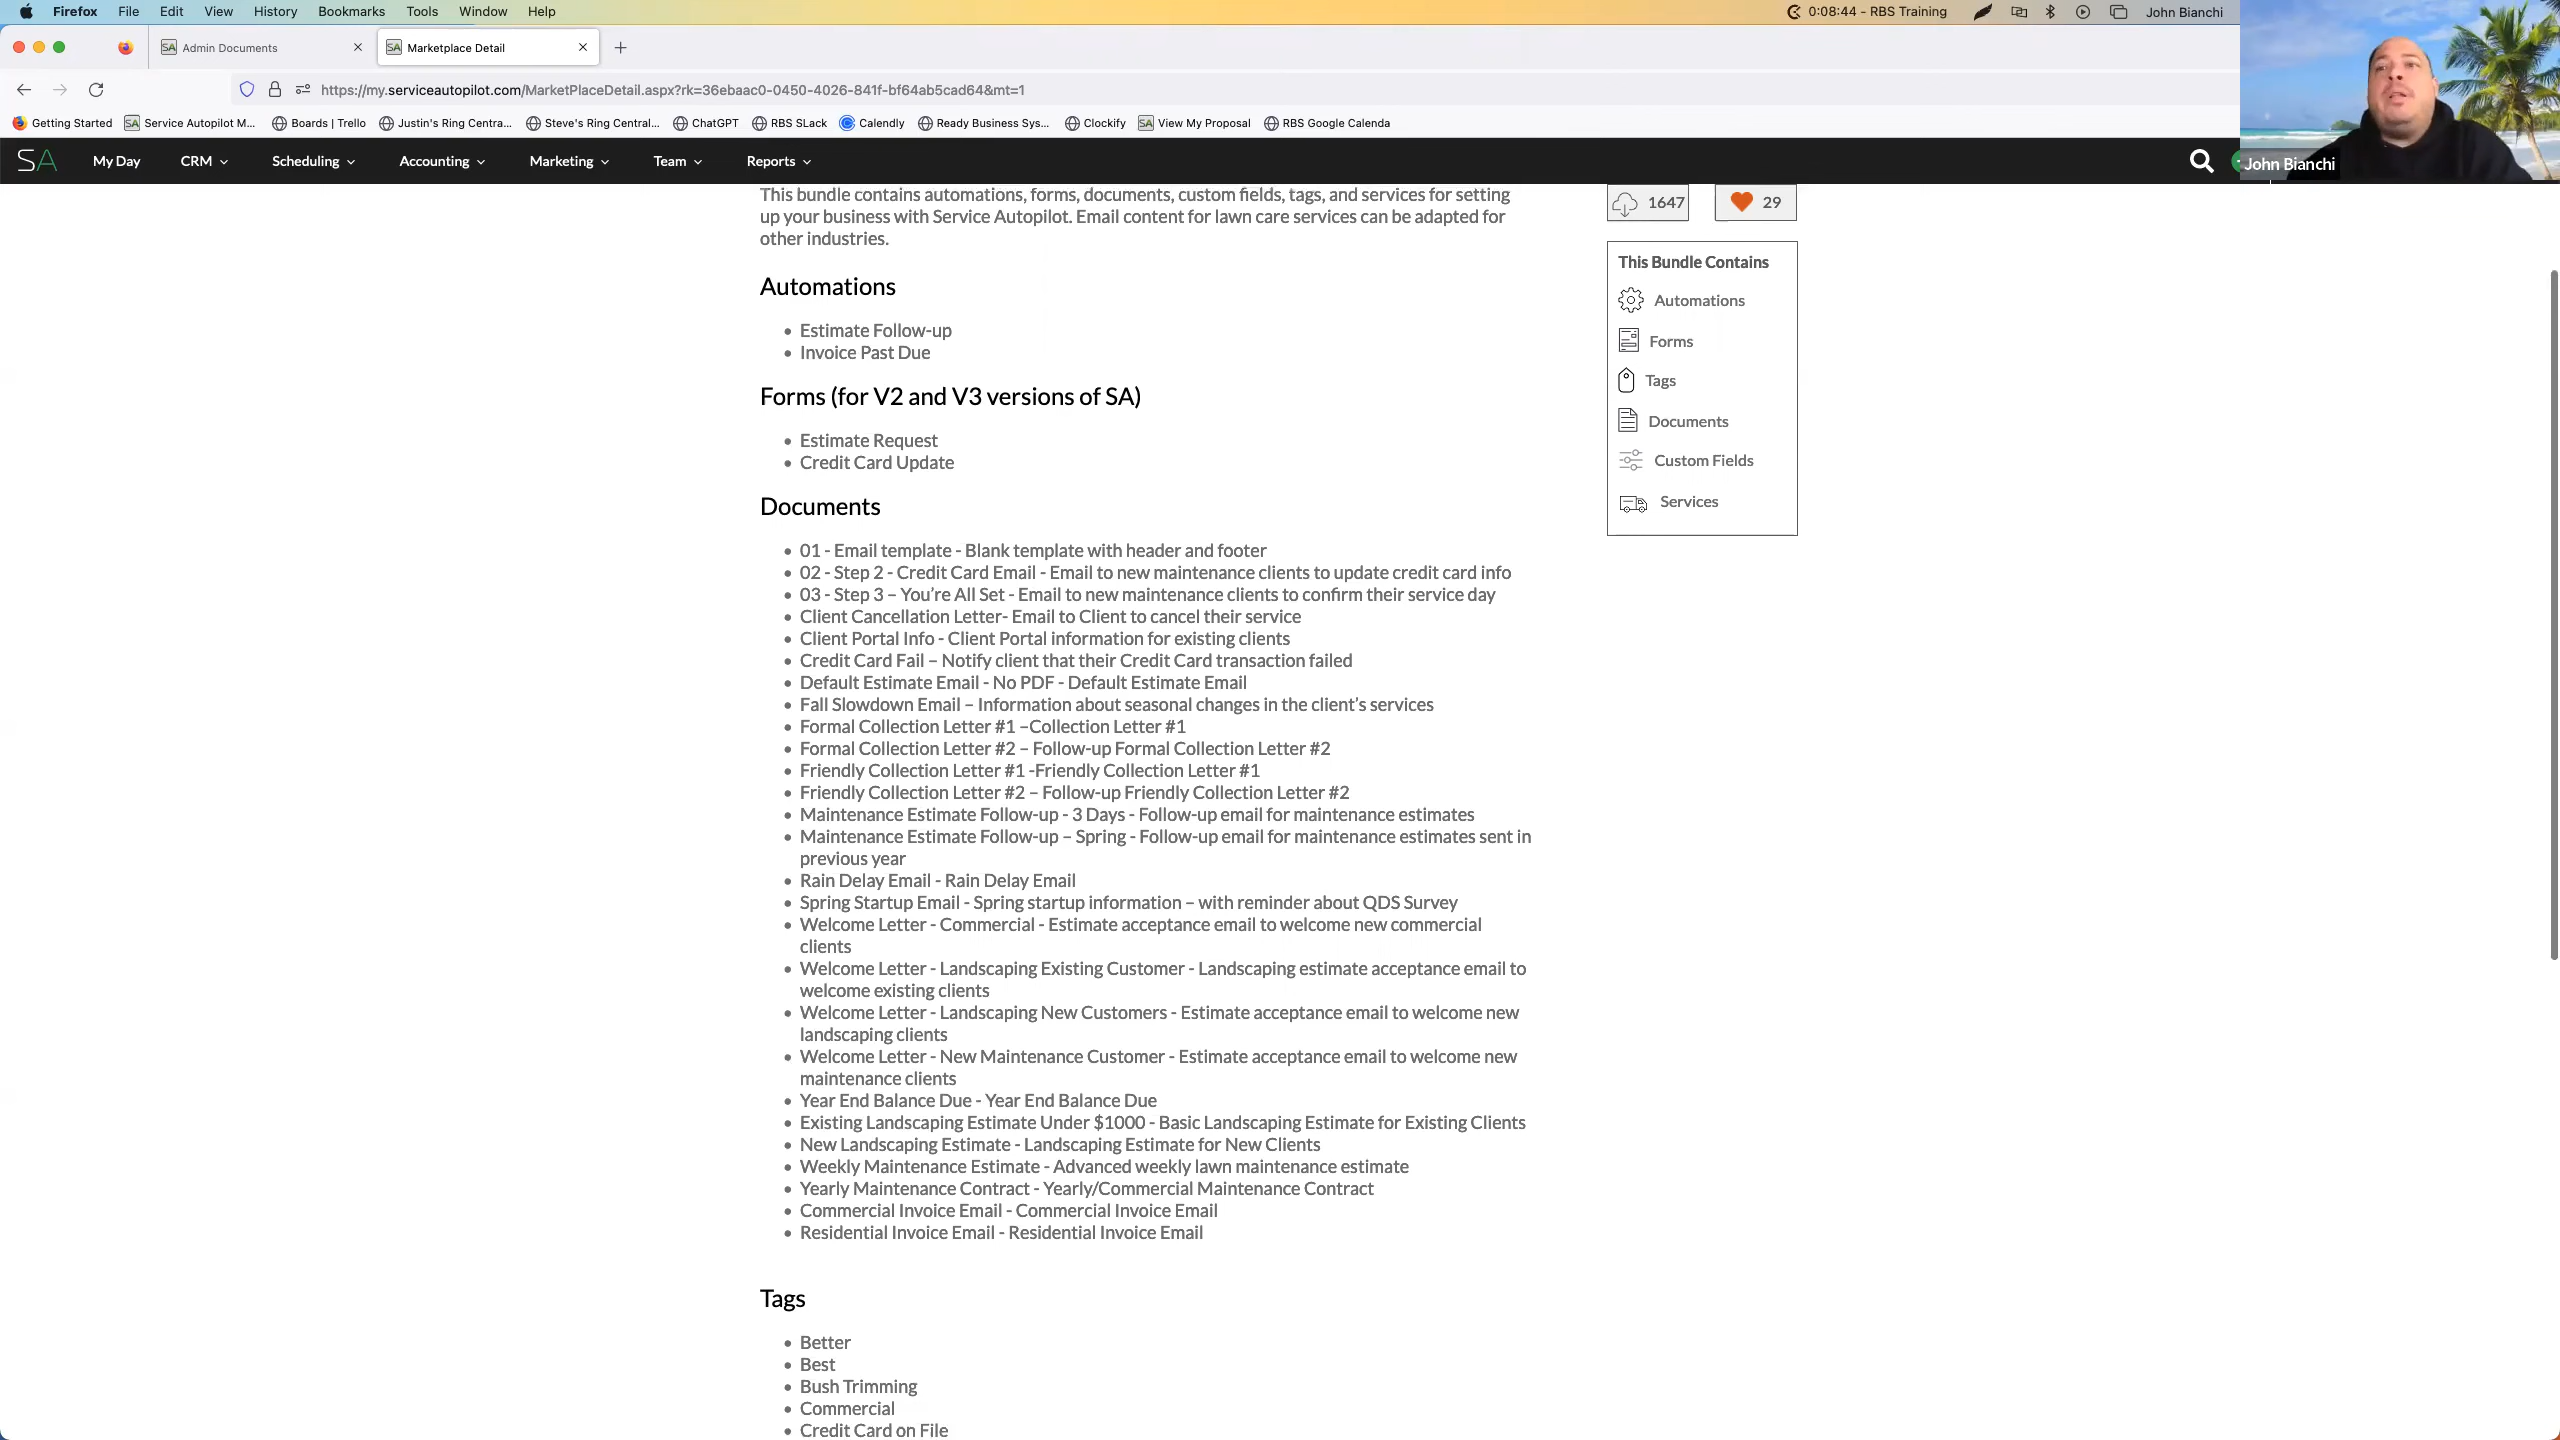 Firefox File Edit View History Bookmarks Tools Window Help
0:08:44 - RBS Training
John Bianchi
SA Admin Documents
SA Marketplace Detail
https://my.serviceautopilot.com/MarketPlaceDetail.aspx?rk=36ebaac0-0450-4026-841f-bf64ab5cad64&mt=1
Getting Started SA Service Autopilot M... Boards | Trello Justin's Ring Centra... Steve's Ring Central... ChatGPT RBS SLack Calendly Ready Business Sys... Clockify SA View My Proposal RBS Google Calenda
SA My Day CRM Scheduling Accounting Marketing Team Reports
John Bianchi
This bundle contains automations, forms, documents, custom fields, tags, and services for setting
up your business with Service Autopilot. Email content for lawn care services can be adapted for
other industries.
1647
29
This Bundle Contains
Automations
Forms
Tags
Documents
Custom Fields
Services
Automations
• Estimate Follow-up
• Invoice Past Due
Forms (for V2 and V3 versions of SA)
• Estimate Request
• Credit Card Update
Documents
• 01 - Email template - Blank template with header and footer
• 02 - Step 2 - Credit Card Email - Email to new maintenance clients to update credit card info
• 03 - Step 3 – You're All Set - Email to new maintenance clients to confirm their service day
• Client Cancellation Letter- Email to Client to cancel their service
• Client Portal Info - Client Portal information for existing clients
• Credit Card Fail – Notify client that their Credit Card transaction failed
• Default Estimate Email - No PDF - Default Estimate Email
• Fall Slowdown Email – Information about seasonal changes in the client's services
• Formal Collection Letter #1 –Collection Letter #1
• Formal Collection Letter #2 – Follow-up Formal Collection Letter #2
• Friendly Collection Letter #1 -Friendly Collection Letter #1
• Friendly Collection Letter #2 – Follow-up Friendly Collection Letter #2
• Maintenance Estimate Follow-up - 3 Days - Follow-up email for maintenance estimates
• Maintenance Estimate Follow-up – Spring - Follow-up email for maintenance estimates sent in
previous year
• Rain Delay Email - Rain Delay Email
• Spring Startup Email - Spring startup information – with reminder about QDS Survey
• Welcome Letter - Commercial - Estimate acceptance email to welcome new commercial
clients
• Welcome Letter - Landscaping Existing Customer - Landscaping estimate acceptance email to
welcome existing clients
• Welcome Letter - Landscaping New Customers - Estimate acceptance email to welcome new
landscaping clients
• Welcome Letter - New Maintenance Customer - Estimate acceptance email to welcome new
maintenance clients
• Year End Balance Due - Year End Balance Due
• Existing Landscaping Estimate Under $1000 - Basic Landscaping Estimate for Existing Clients
• New Landscaping Estimate - Landscaping Estimate for New Clients
• Weekly Maintenance Estimate - Advanced weekly lawn maintenance estimate
• Yearly Maintenance Contract - Yearly/Commercial Maintenance Contract
• Commercial Invoice Email - Commercial Invoice Email
• Residential Invoice Email - Residential Invoice Email
Tags
• Better
• Best
• Bush Trimming
• Commercial
• Credit Card on File